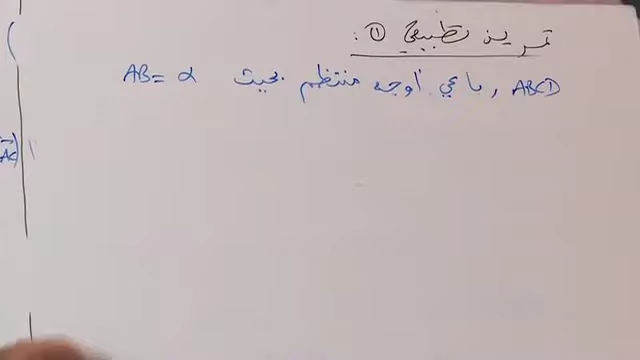 تمرين تطبيقي ① :
ABCD رباعي أوجه منتظم بحيث AB = α